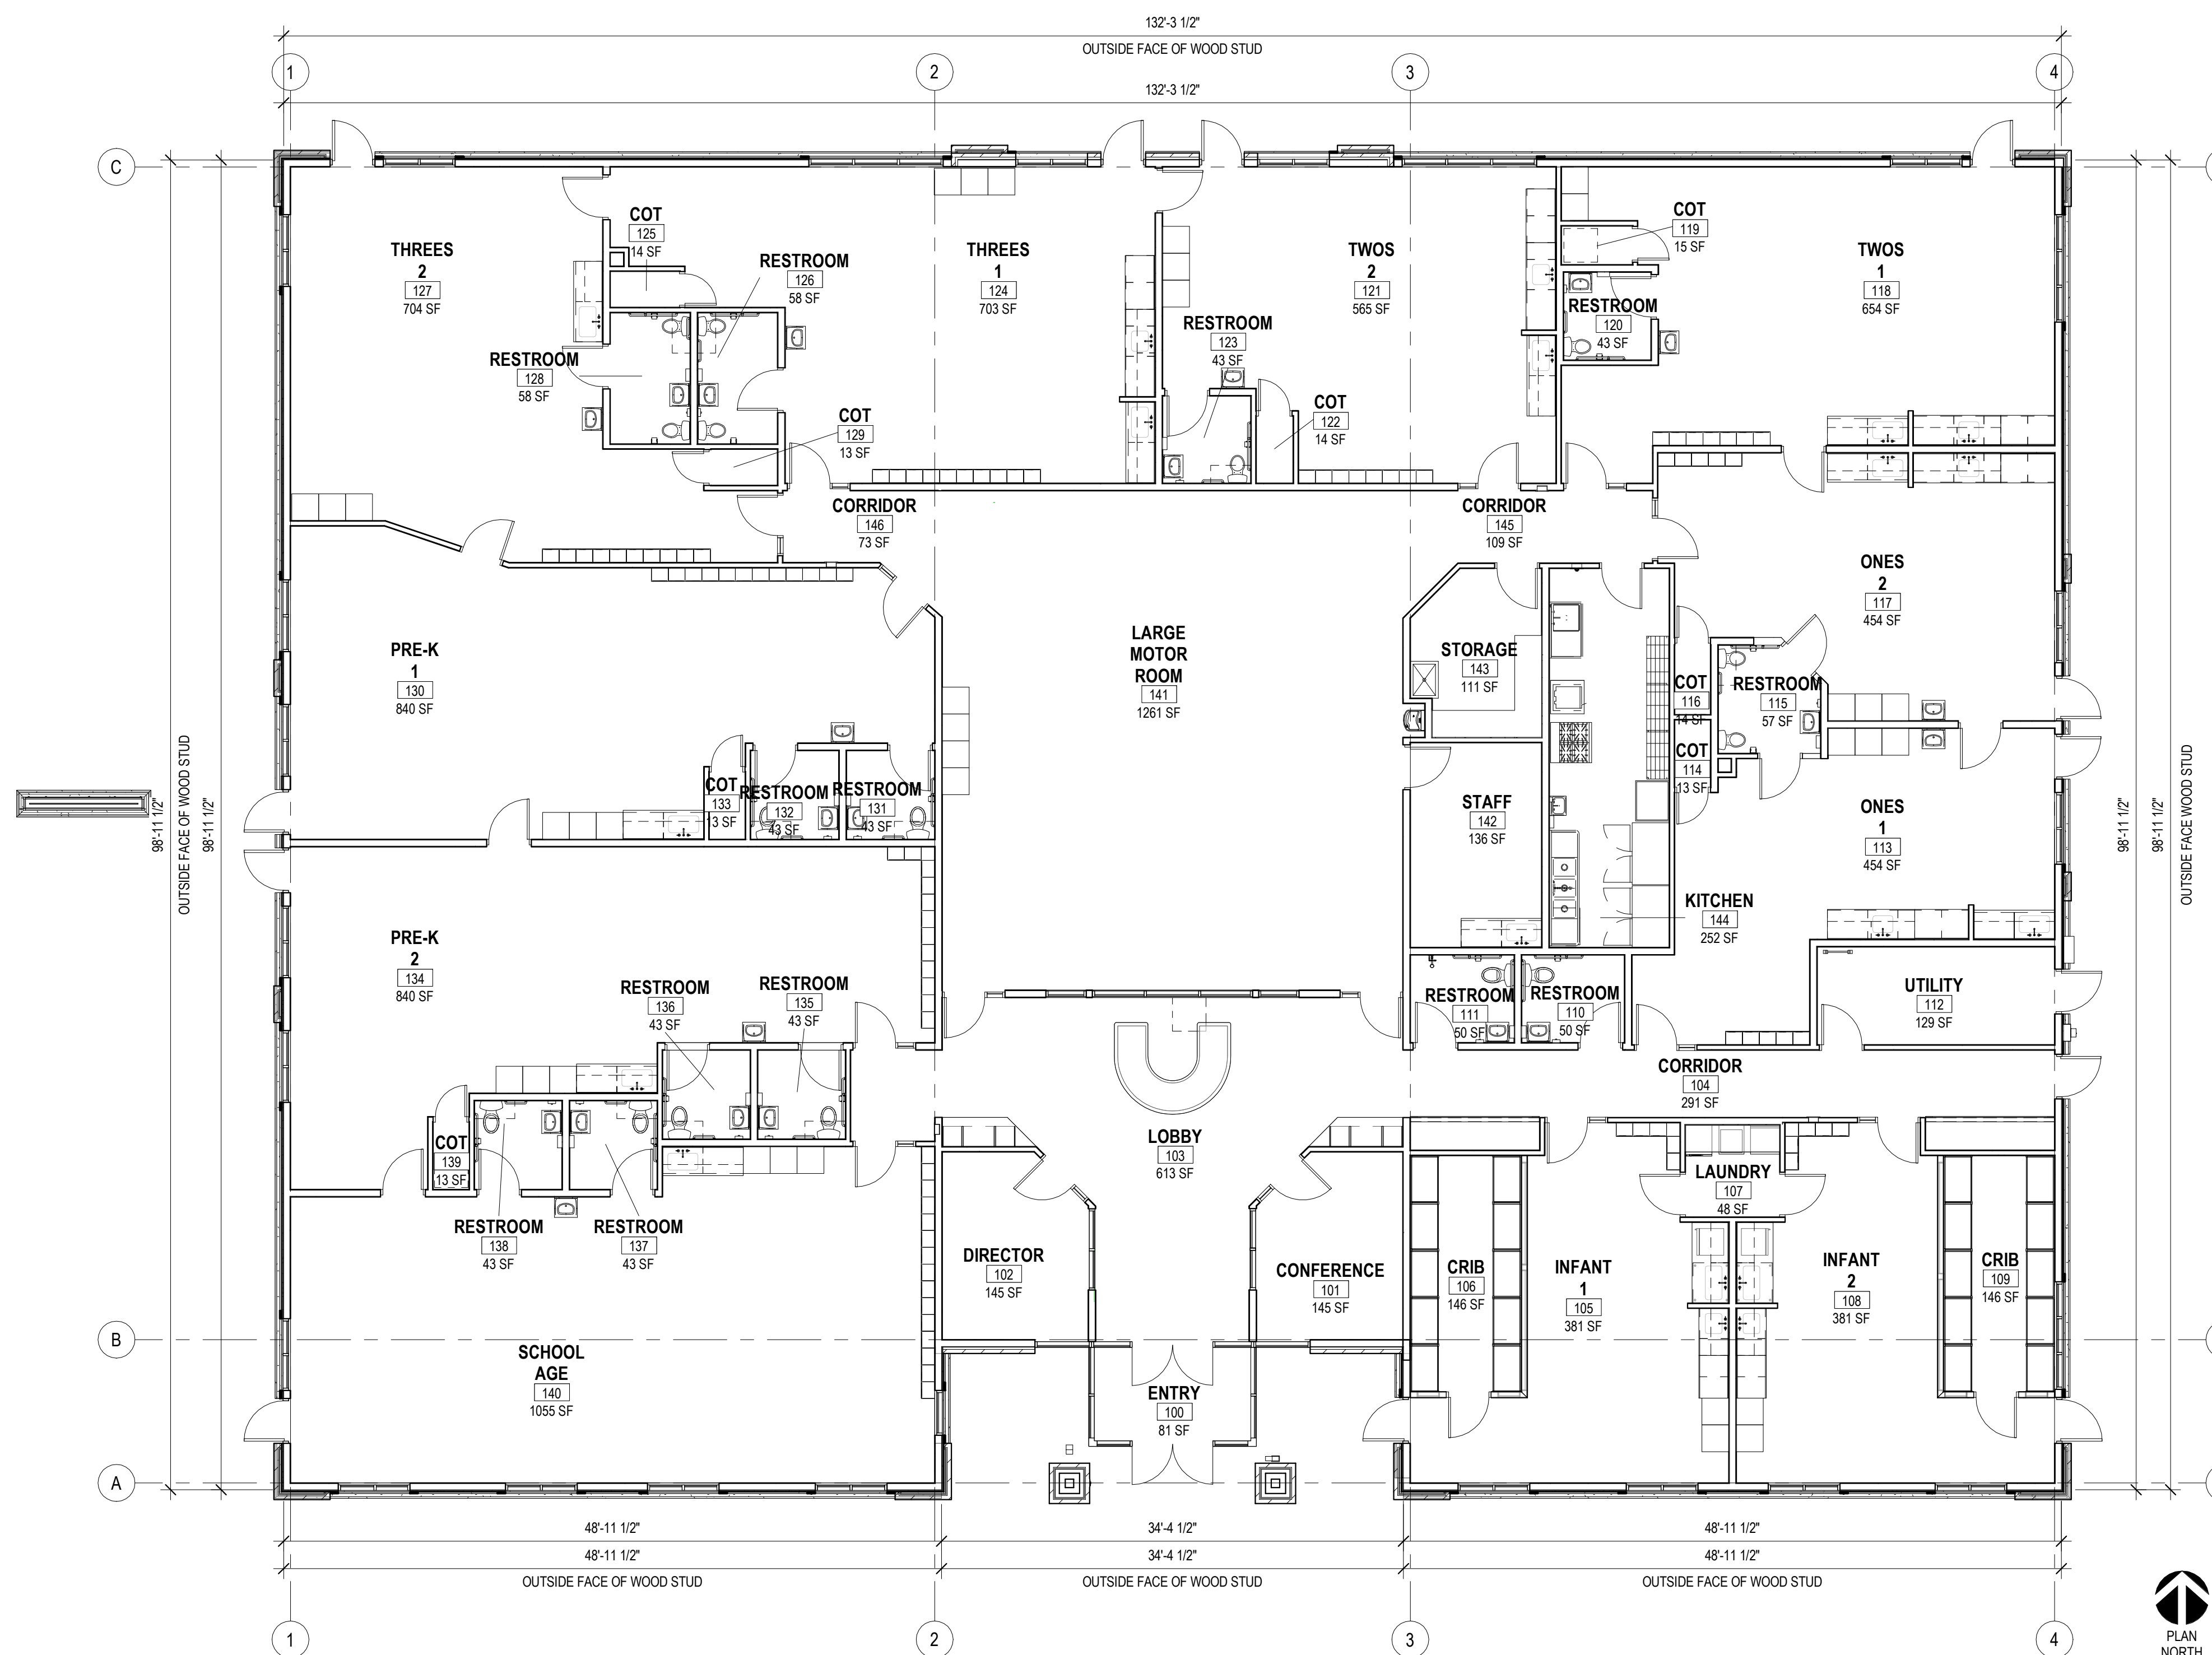 132'-3 1/2"
OUTSIDE FACE OF WOOD STUD
1
2
3
4
132'-3 1/2"
C
THREES
2
127
704 SF
COT
125
14 SF
RESTROOM
126
58 SF
THREES
1
124
703 SF
TWOS
2
121
565 SF
COT
119
15 SF
TWOS
1
118
654 SF
RESTROOM
120
43 SF
RESTROOM
123
43 SF
RESTROOM
128
58 SF
COT
129
13 SF
COT
122
14 SF
CORRIDOR
146
73 SF
CORRIDOR
145
109 SF
ONES
2
117
454 SF
PRE-K
1
130
840 SF
LARGE
MOTOR
ROOM
141
1261 SF
STORAGE
143
111 SF
COT
116
14 SF
RESTROOM
115
57 SF
COT
114
13 SF
COT
133
13 SF
RESTROOM
132
43 SF
RESTROOM
131
43 SF
STAFF
142
136 SF
ONES
1
113
454 SF
KITCHEN
144
252 SF
98'-11 1/2"
OUTSIDE FACE OF WOOD STUD
98'-11 1/2"
98'-11 1/2"
98'-11 1/2"
OUTSIDE FACE WOOD STUD
PRE-K
2
134
840 SF
RESTROOM
136
43 SF
RESTROOM
135
43 SF
RESTROOM
111
50 SF
RESTROOM
110
50 SF
UTILITY
112
129 SF
CORRIDOR
104
291 SF
COT
139
13 SF
LOBBY
103
613 SF
LAUNDRY
107
48 SF
RESTROOM
138
43 SF
RESTROOM
137
43 SF
DIRECTOR
102
145 SF
CONFERENCE
101
145 SF
CRIB
106
146 SF
INFANT
1
105
381 SF
INFANT
2
108
381 SF
CRIB
109
146 SF
B
SCHOOL
AGE
140
1055 SF
ENTRY
100
81 SF
A
48'-11 1/2"
34'-4 1/2"
48'-11 1/2"
48'-11 1/2"
34'-4 1/2"
48'-11 1/2"
OUTSIDE FACE OF WOOD STUD
OUTSIDE FACE OF WOOD STUD
OUTSIDE FACE OF WOOD STUD
1
2
3
4
PLAN
NORTH